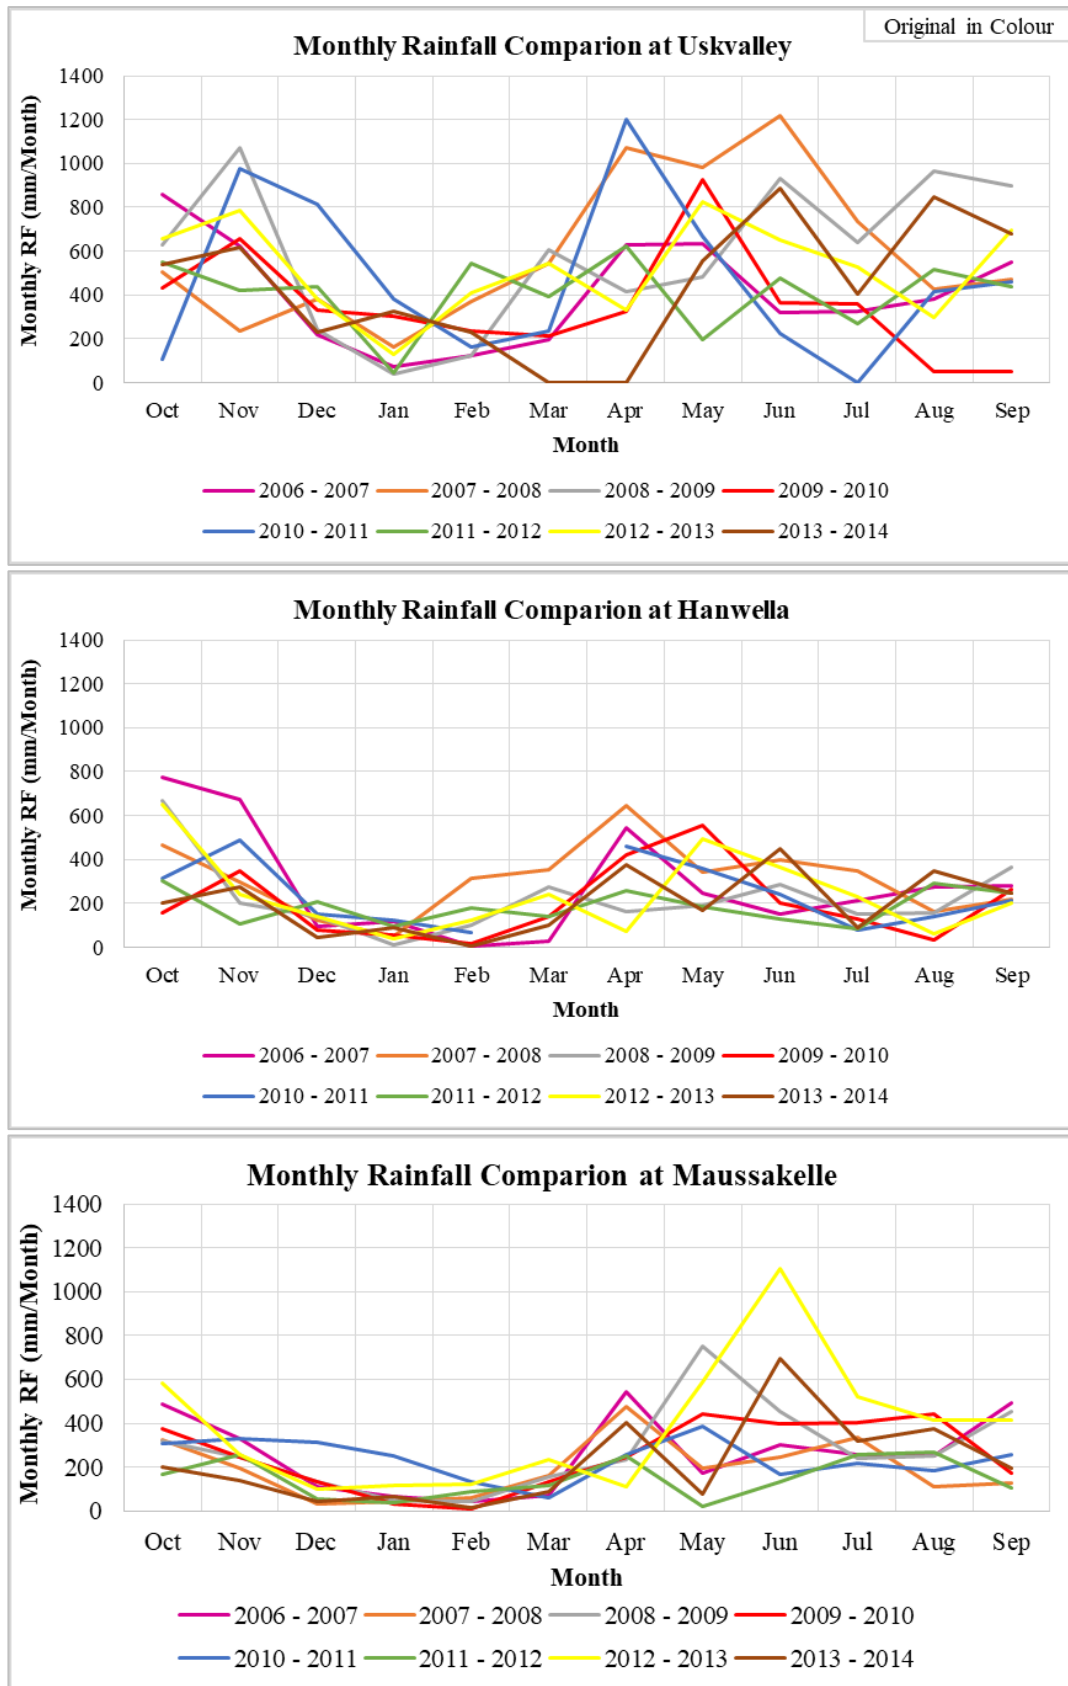 Original in Colour
Monthly Rainfall Comparion at Uskvalley
Monthly RF (mm/Month)
1400
1200
1000
800
600
400
200
0
Oct Nov Dec Jan Feb Mar Apr May Jun Jul Aug Sep
Month
2006 - 2007 2007 - 2008 2008 - 2009 2009 - 2010
2010 - 2011 2011 - 2012 2012 - 2013 2013 - 2014
Monthly Rainfall Comparion at Hanwella
Monthly RF (mm/Month)
1400
1200
1000
800
600
400
200
0
Oct Nov Dec Jan Feb Mar Apr May Jun Jul Aug Sep
Month
2006 - 2007 2007 - 2008 2008 - 2009 2009 - 2010
2010 - 2011 2011 - 2012 2012 - 2013 2013 - 2014
Monthly Rainfall Comparion at Maussakelle
Monthly RF (mm/Month)
1400
1200
1000
800
600
400
200
0
Oct Nov Dec Jan Feb Mar Apr May Jun Jul Aug Sep
Month
2006 - 2007 2007 - 2008 2008 - 2009 2009 - 2010
2010 - 2011 2011 - 2012 2012 - 2013 2013 - 2014